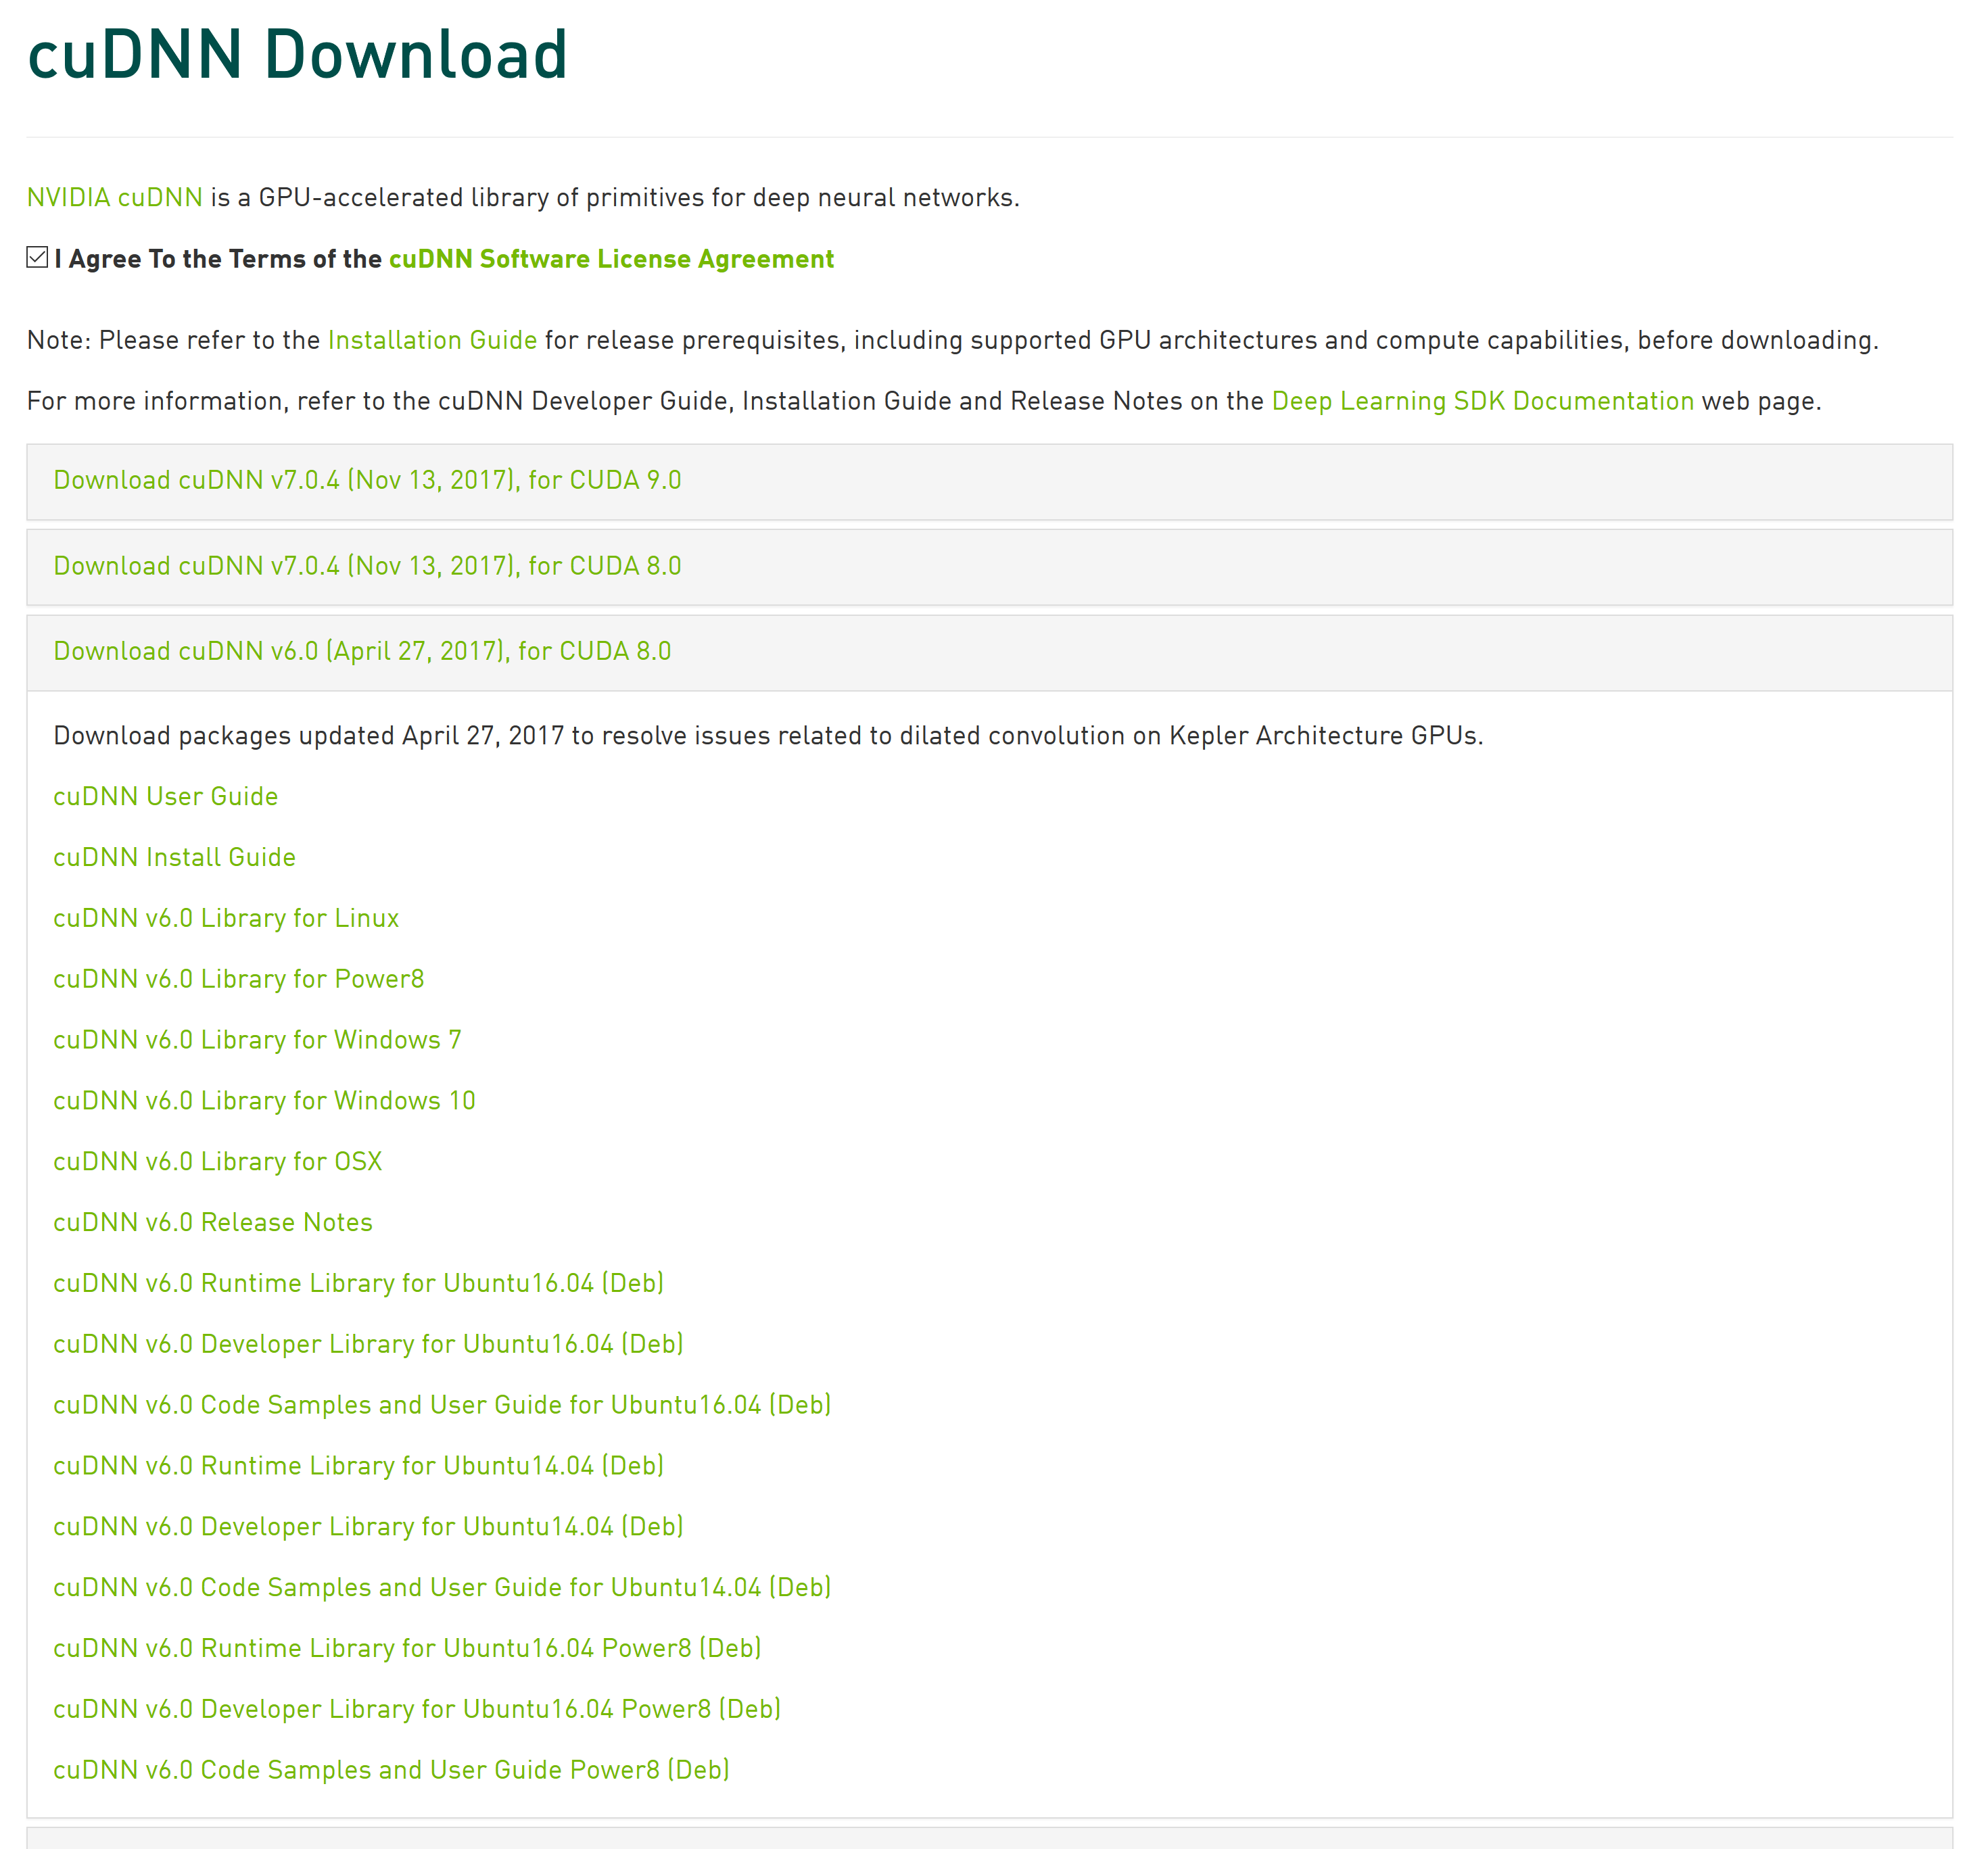 cuDNN Download
NVIDIA cuDNN is a GPU-accelerated library of primitives for deep neural networks.
I Agree To the Terms of the cuDNN Software License Agreement
Note: Please refer to the Installation Guide for release prerequisites, including supported GPU architectures and compute capabilities, before downloading.
For more information, refer to the cuDNN Developer Guide, Installation Guide and Release Notes on the Deep Learning SDK Documentation web page.
Download cuDNN v7.0.4 (Nov 13, 2017), for CUDA 9.0
Download cuDNN v7.0.4 (Nov 13, 2017), for CUDA 8.0
Download cuDNN v6.0 (April 27, 2017), for CUDA 8.0
Download packages updated April 27, 2017 to resolve issues related to dilated convolution on Kepler Architecture GPUs.
cuDNN User Guide
cuDNN Install Guide
cuDNN v6.0 Library for Linux
cuDNN v6.0 Library for Power8
cuDNN v6.0 Library for Windows 7
cuDNN v6.0 Library for Windows 10
cuDNN v6.0 Library for OSX
cuDNN v6.0 Release Notes
cuDNN v6.0 Runtime Library for Ubuntu16.04 (Deb)
cuDNN v6.0 Developer Library for Ubuntu16.04 (Deb)
cuDNN v6.0 Code Samples and User Guide for Ubuntu16.04 (Deb)
cuDNN v6.0 Runtime Library for Ubuntu14.04 (Deb)
cuDNN v6.0 Developer Library for Ubuntu14.04 (Deb)
cuDNN v6.0 Code Samples and User Guide for Ubuntu14.04 (Deb)
cuDNN v6.0 Runtime Library for Ubuntu16.04 Power8 (Deb)
cuDNN v6.0 Developer Library for Ubuntu16.04 Power8 (Deb)
cuDNN v6.0 Code Samples and User Guide Power8 (Deb)